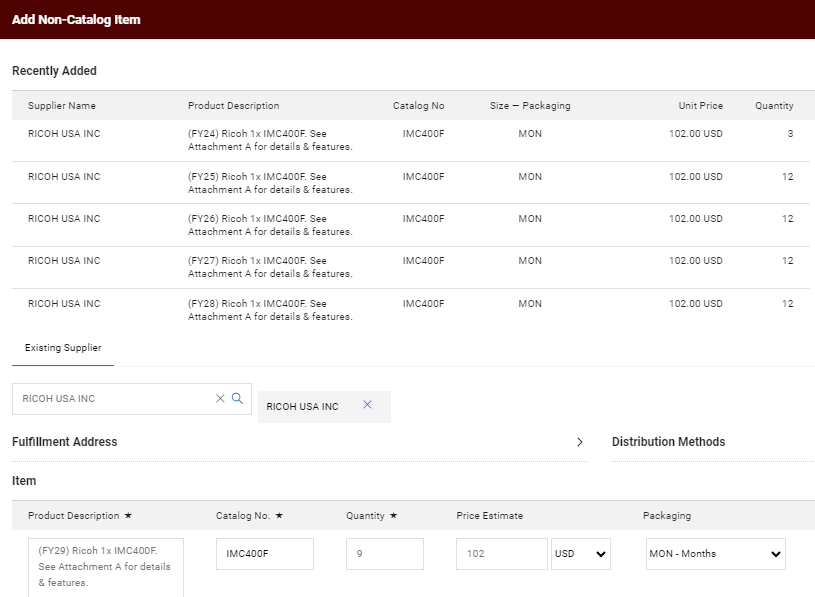 Add Non-Catalog Item
Recently Added
Supplier Name Product Description Catalog No Size — Packaging Unit Price Quantity
RICOH USA INC (FY24) Ricoh 1x IMC400F. See IMC400F MON 102.00 USD 3
Attachment A for details & features.
RICOH USA INC (FY25) Ricoh 1x IMC400F. See IMC400F MON 102.00 USD 12
Attachment A for details & features.
RICOH USA INC (FY26) Ricoh 1x IMC400F. See IMC400F MON 102.00 USD 12
Attachment A for details & features.
RICOH USA INC (FY27) Ricoh 1x IMC400F. See IMC400F MON 102.00 USD 12
Attachment A for details & features.
RICOH USA INC (FY28) Ricoh 1x IMC400F. See IMC400F MON 102.00 USD 12
Attachment A for details & features.
Existing Supplier
RICOH USA INC RICOH USA INC
Fulfillment Address Distribution Methods
Item
Product Description ★ Catalog No. ★ Quantity ★ Price Estimate Packaging
(FY29) Ricoh 1x IMC400F. IMC400F 9 102 USD MON - Months
See Attachment A for details
& features.